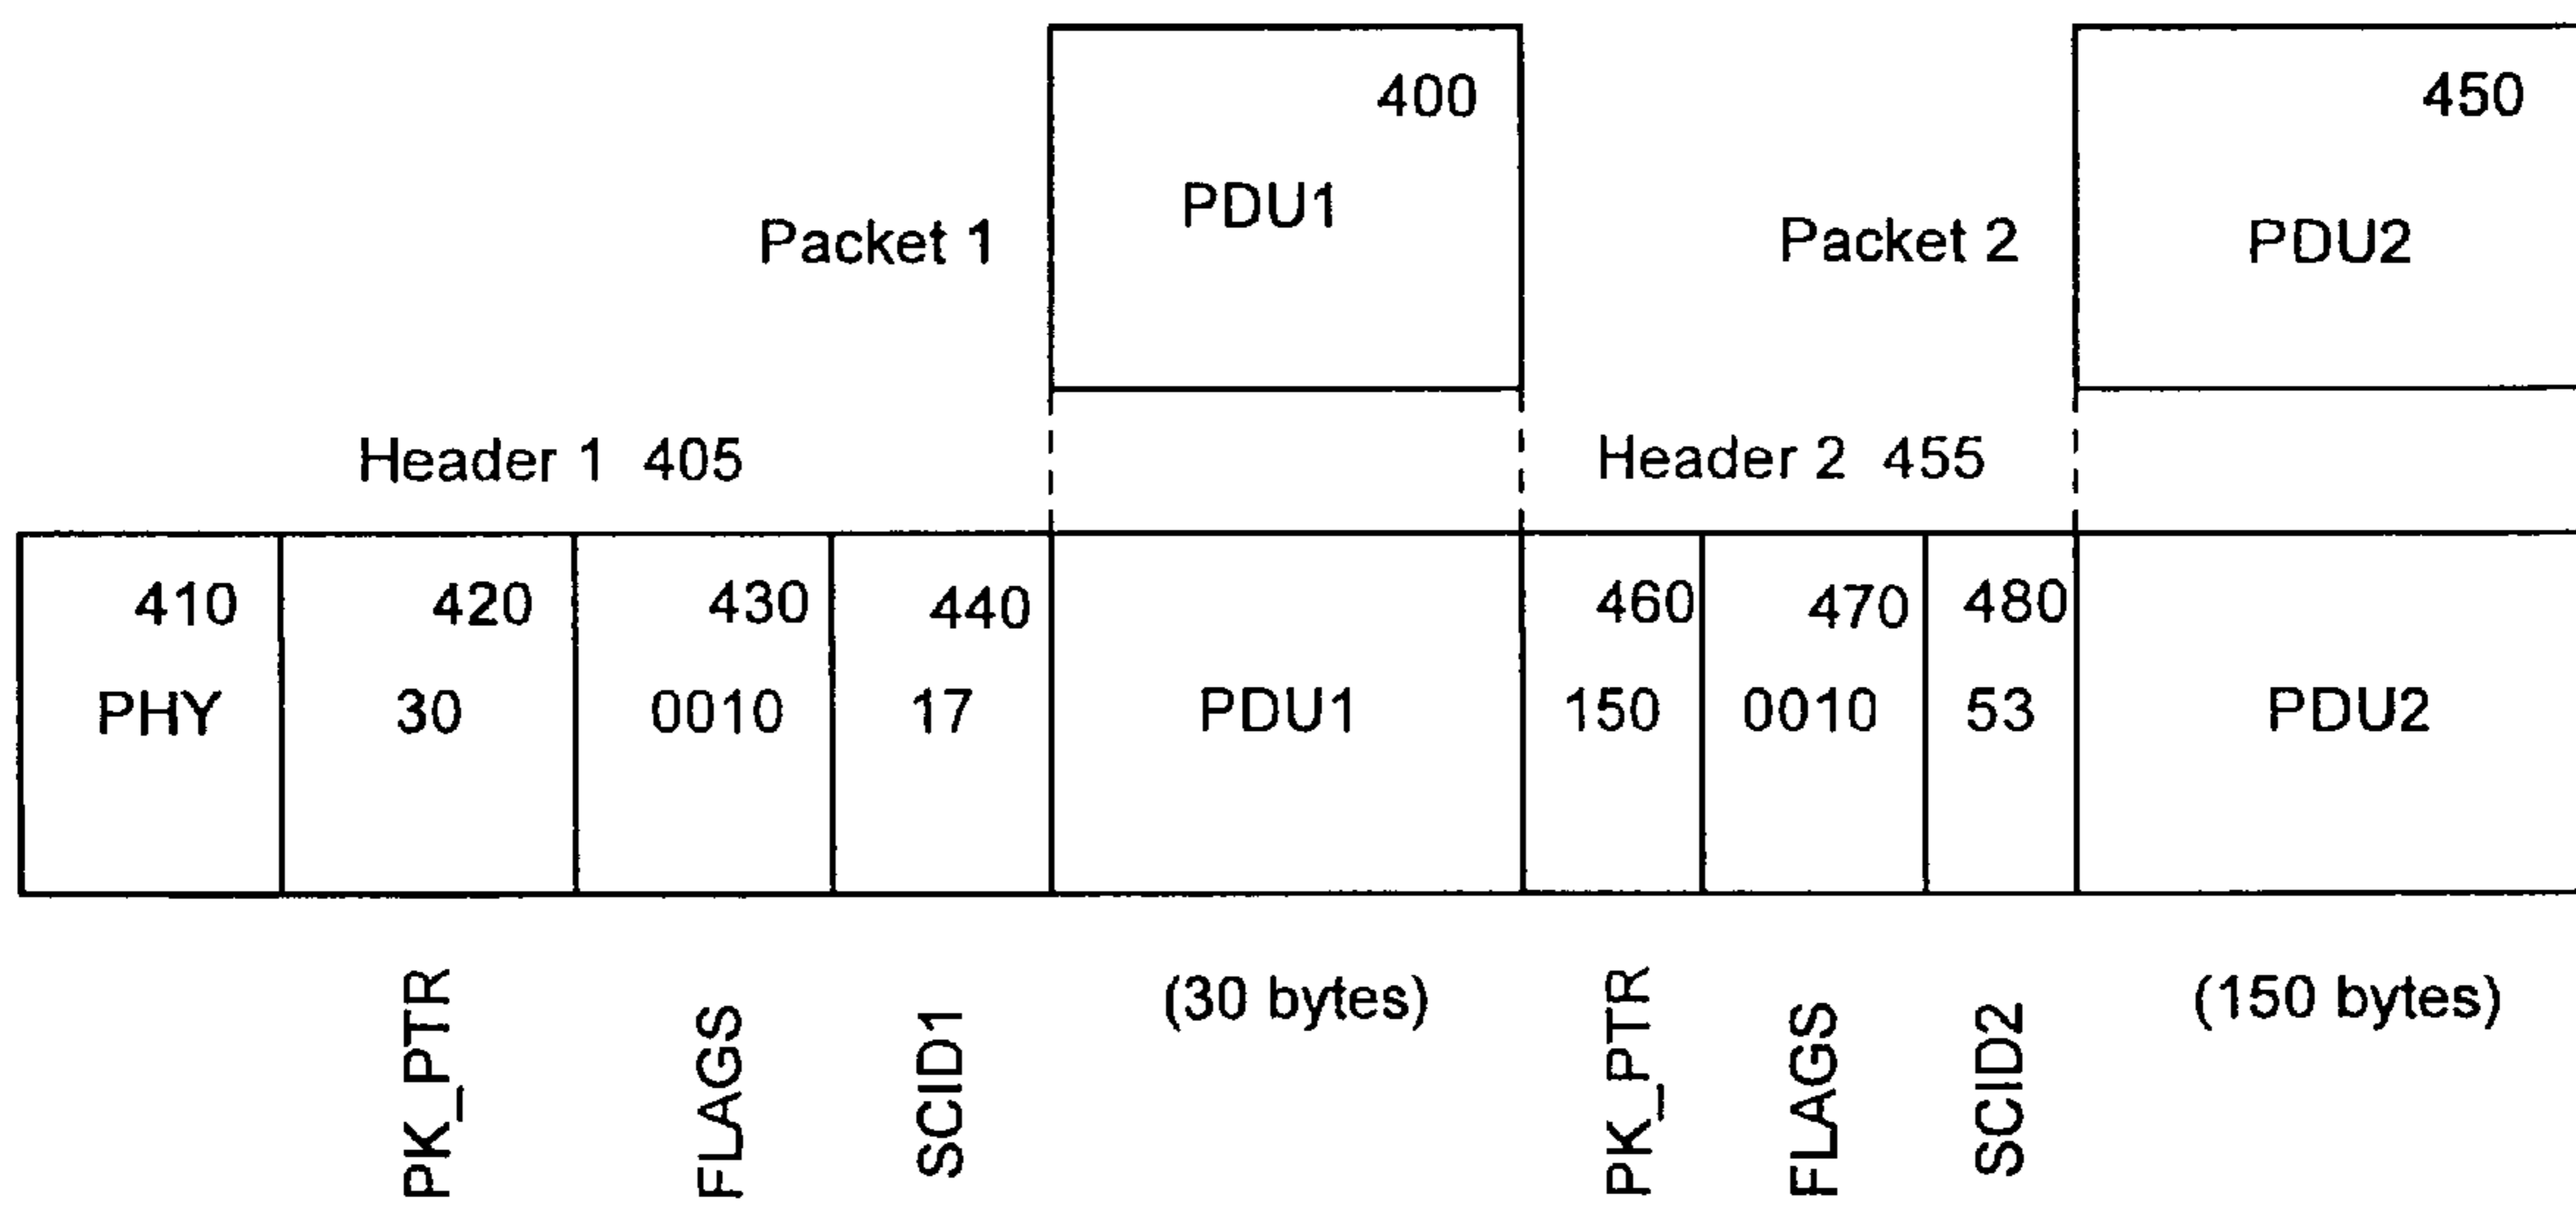 400
450
PDU1
PDU2
Packet 1
Packet 2
Header 1 405
Header 2 455
410
420
430
440
460
470
480
PHY
30
0010
17
PDU1
150
0010
53
PDU2
(30 bytes)
(150 bytes)
PK_PTR
FLAGS
SCID1
PK_PTR
FLAGS
SCID2